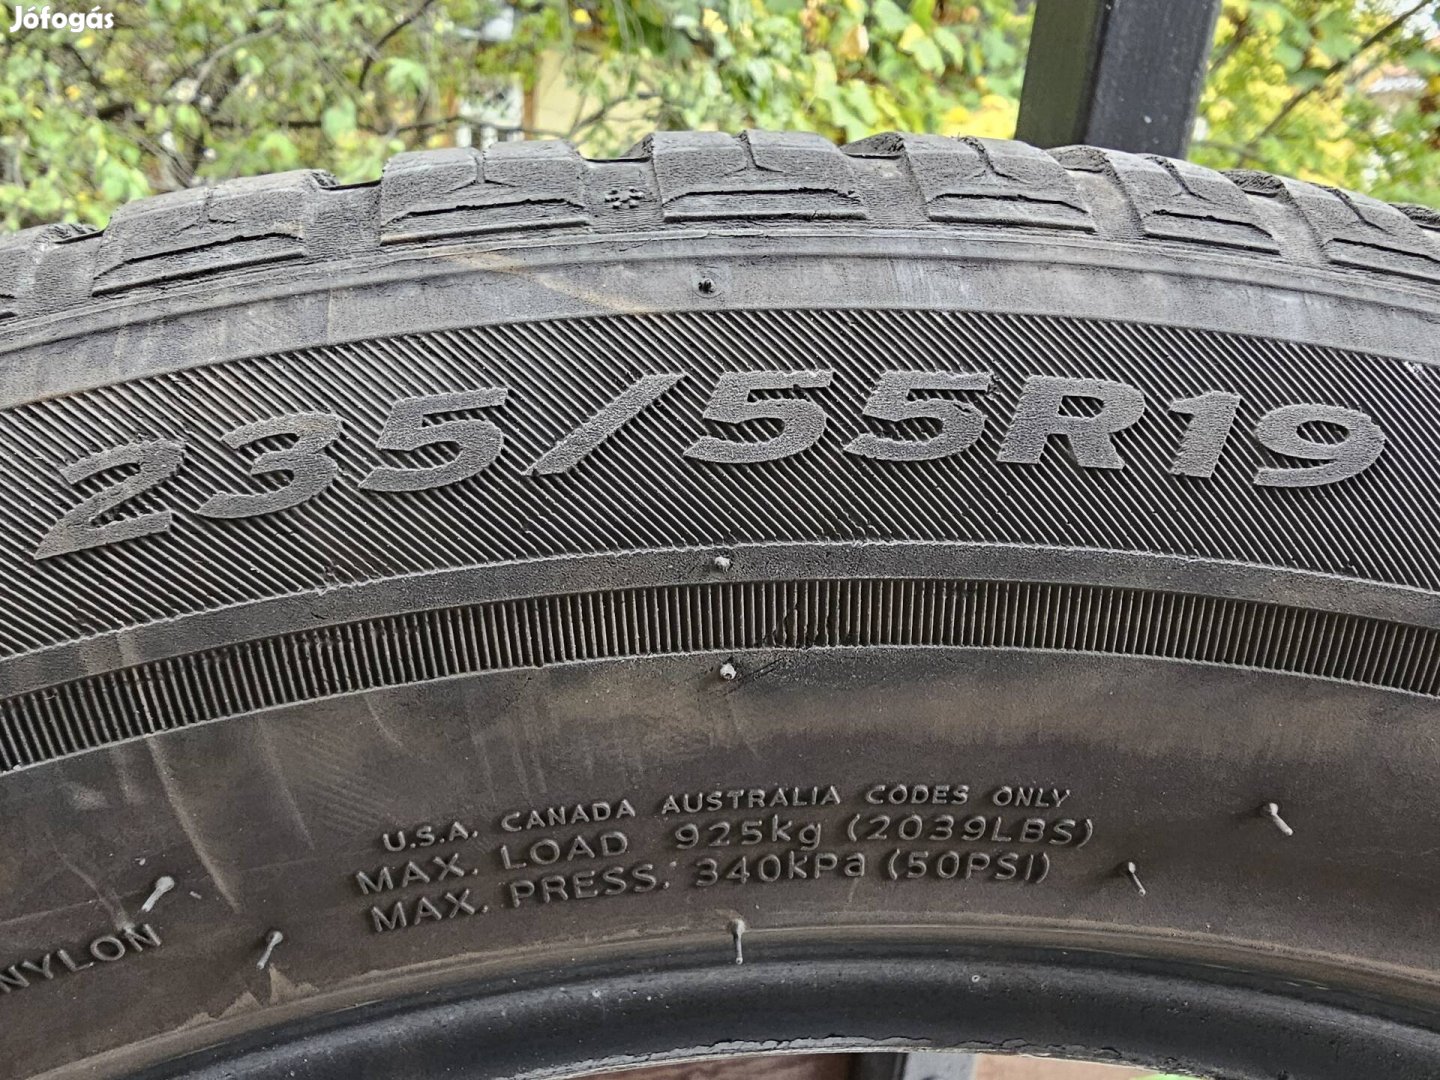 Jófogás
235/55R19
U.S.A. CANADA AUSTRALIA CODES ONLY
MAX. LOAD 925kg (2039LBS)
MAX. PRESS. 340kPa (50PSI)
NYLON